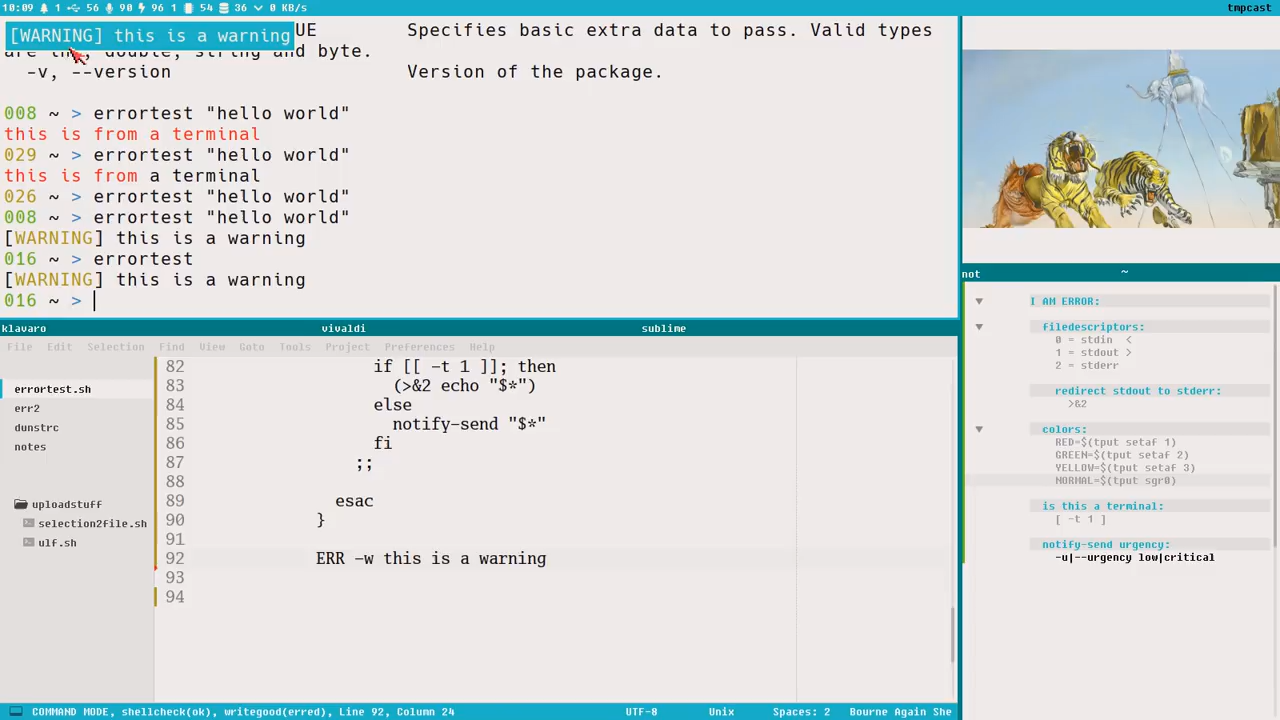 10:09 1 56 90 96 1 54 36 0 KB/s
tmpcast
[WARNING] this is a warning
UE Specifies basic extra data to pass. Valid types
are int, double, string and byte.
-v, --version Version of the package.
008 ~ > errortest "hello world"
this is from a terminal
029 ~ > errortest "hello world"
this is from a terminal
026 ~ > errortest "hello world"
008 ~ > errortest "hello world"
[WARNING] this is a warning
016 ~ > errortest
[WARNING] this is a warning
016 ~ >
klavaro vivaldi sublime
File Edit Selection Find View Goto Tools Project Preferences Help
errortest.sh
err2
dunstrc
notes
uploadstuff
selection2file.sh
ulf.sh
82 if [[ -t 1 ]]; then
83 (>&2 echo "$*")
84 else
85 notify-send "$*"
86 fi
87 ;;
88
89 esac
90 }
91
92 ERR -w this is a warning
93
94
not ~
I AM ERROR:
filedescriptors:
0 = stdin <
1 = stdout >
2 = stderr
redirect stdout to stderr:
>&2
colors:
RED=$(tput setaf 1)
GREEN=$(tput setaf 2)
YELLOW=$(tput setaf 3)
NORMAL=$(tput sgr0)
is this a terminal:
[ -t 1 ]
notify-send urgency:
-u|--urgency low|critical
COMMAND MODE, shellcheck(ok), writegood(erred), Line 92, Column 24 UTF-8 Unix Spaces: 2 Bourne Again She